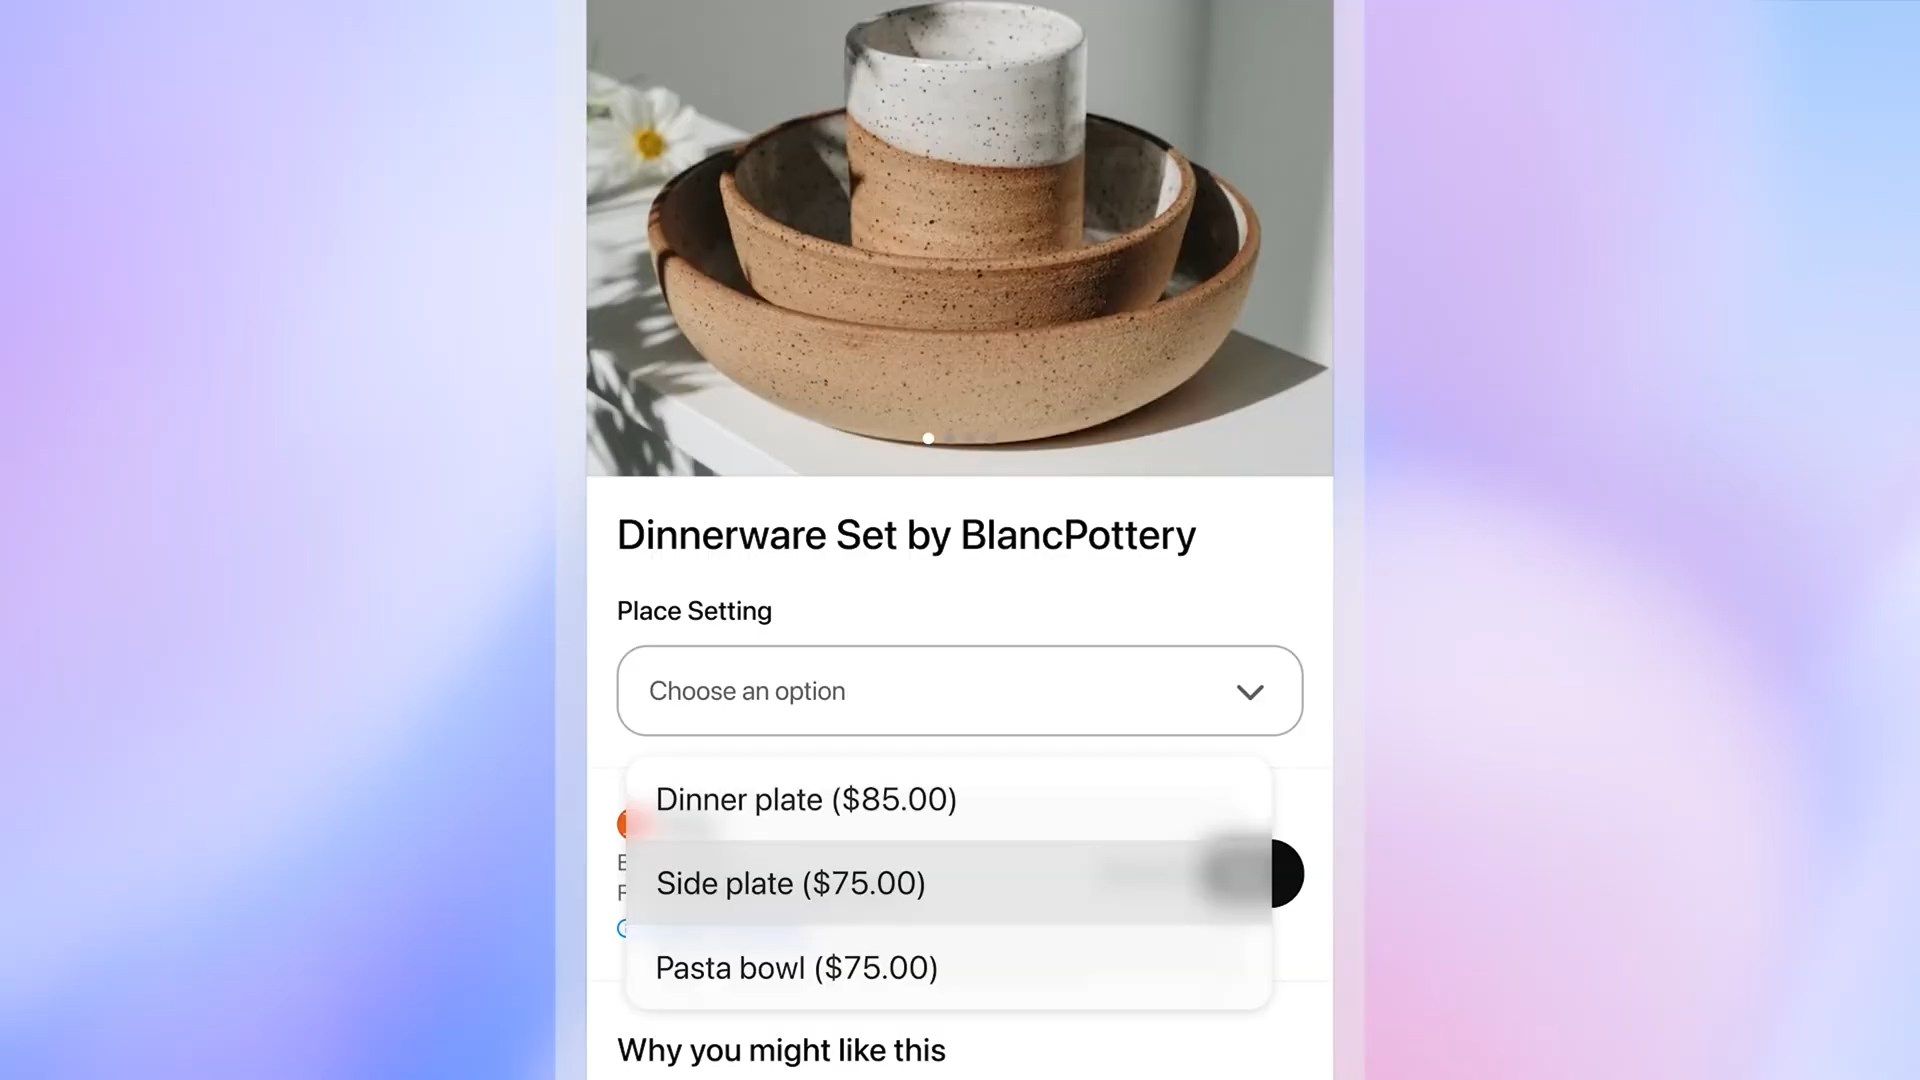 Dinnerware Set by BlancPottery
Place Setting
Choose an option
Dinner plate ($85.00)
Side plate ($75.00)
Pasta bowl ($75.00)
Why you might like this